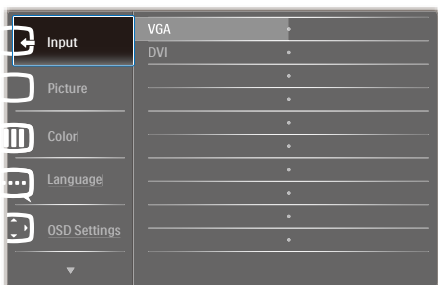 Input
Picture
Color
Language
OSD Settings
VGA
DVI